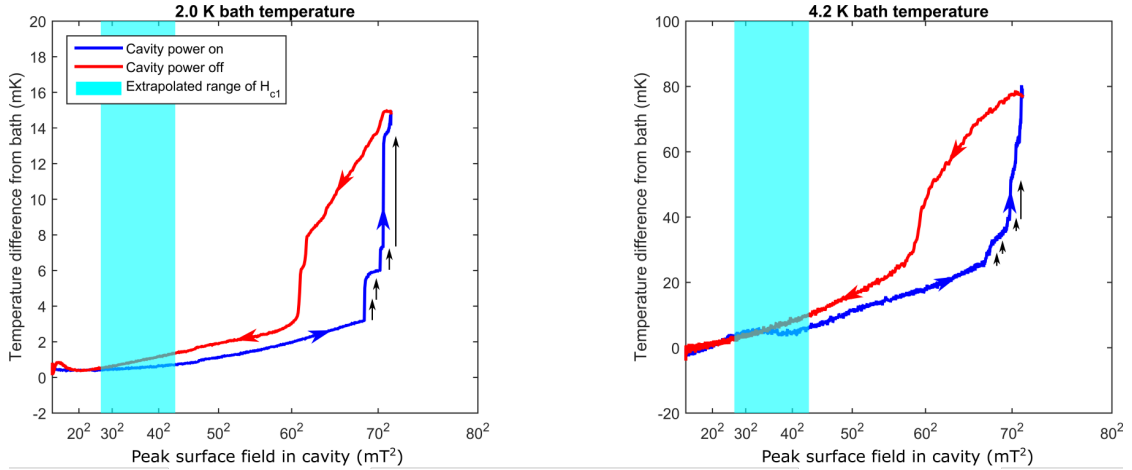 2.0 K bath temperature
Temperature difference from bath (mK)
20
18
16
14
12
10
8
6
4
2
0
-2
Cavity power on
Cavity power off
Extrapolated range of H_c1
20² 30² 40² 50² 60² 70² 80²
Peak surface field in cavity (mT²)
4.2 K bath temperature
Temperature difference from bath (mK)
100
80
60
40
20
0
-20
20² 30² 40² 50² 60² 70² 80²
Peak surface field in cavity (mT²)